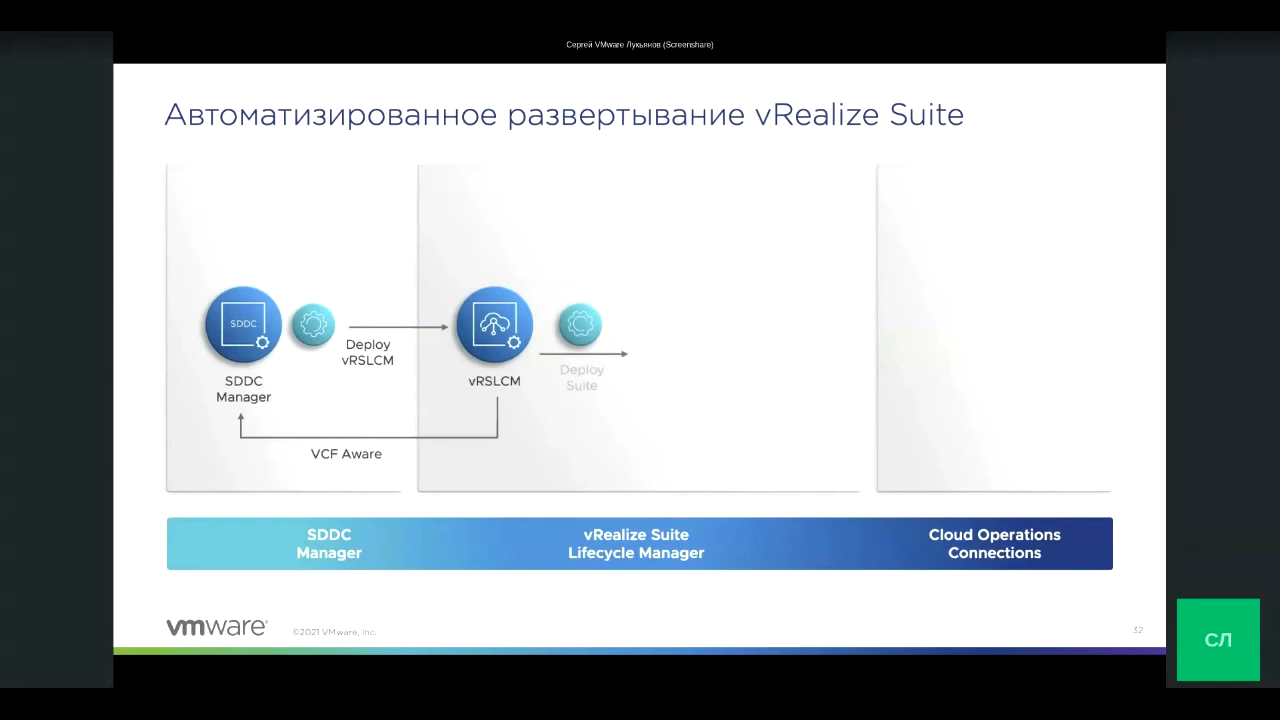 Сергей VMware Лукьянов (Screenshare)
Автоматизированное развертывание vRealize Suite
SDDC
Deploy
vRSLCM
SDDC
Manager
vRSLCM
Deploy
Suite
VCF Aware
SDDC
Manager
vRealize Suite
Lifecycle Manager
Cloud Operations
Connections
vmware®
©2021 VMware, Inc.
32
СЛ